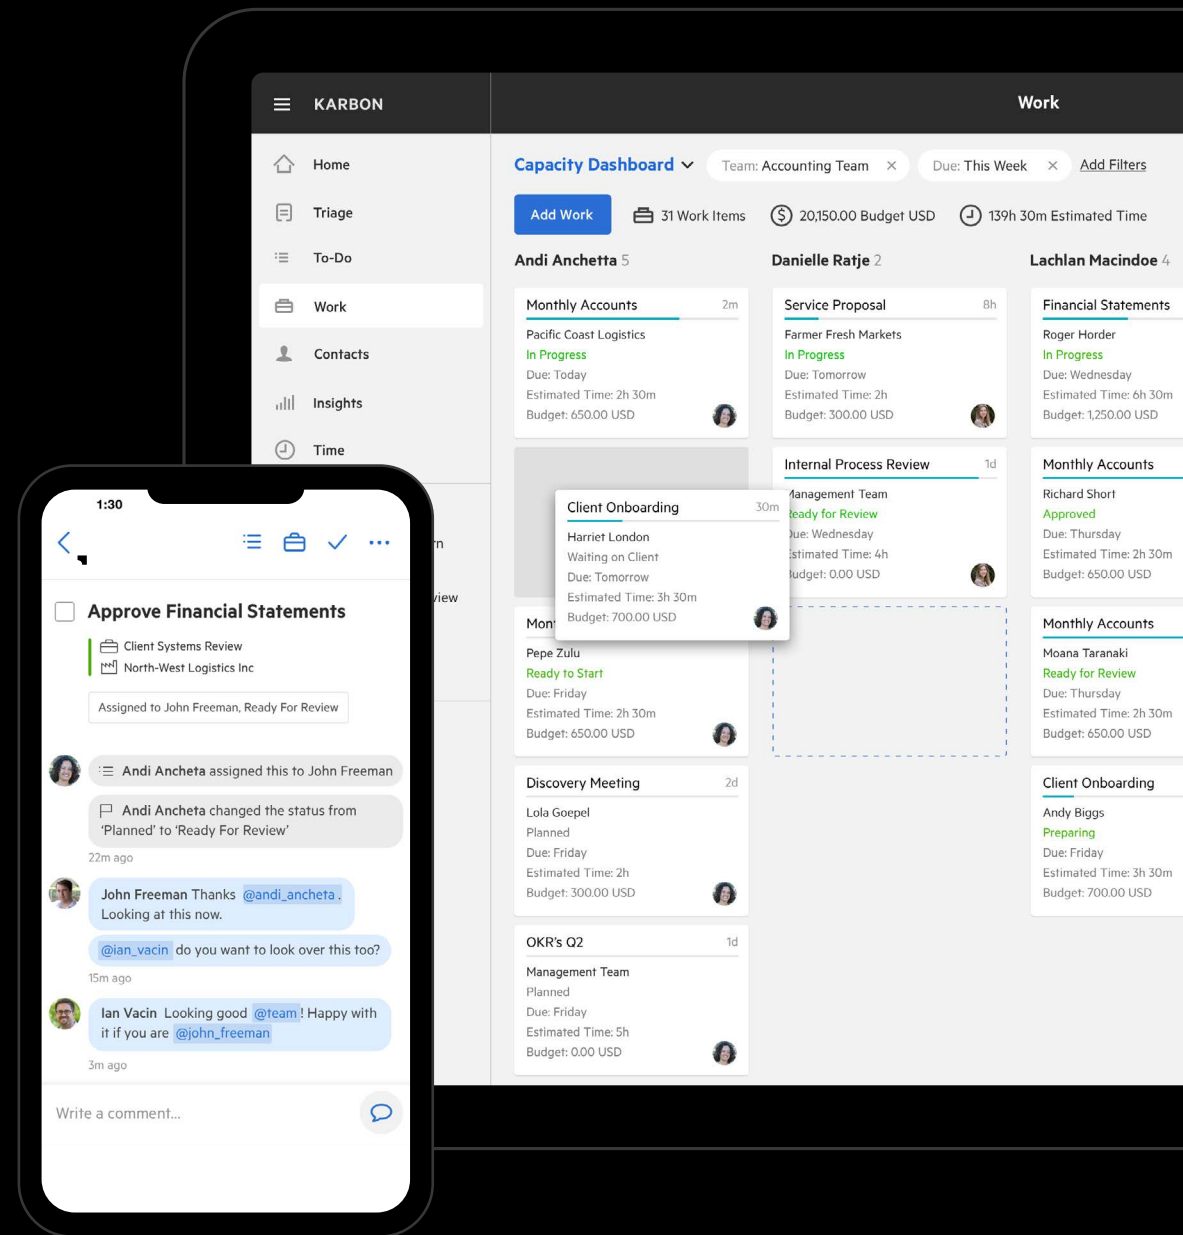 KARBON
Work
Home
Triage
To-Do
Work
Contacts
Insights
Time
Capacity Dashboard
Team: Accounting Team
Due: This Week
Add Filters
Add Work
31 Work Items
20,150.00 Budget USD
139h 30m Estimated Time
Andi Anchetta 5
Monthly Accounts 2m
Pacific Coast Logistics
In Progress
Due: Today
Estimated Time: 2h 30m
Budget: 650.00 USD
Client Onboarding 30m
Harriet London
Waiting on Client
Due: Tomorrow
Estimated Time: 3h 30m
Budget: 700.00 USD
Pepe Zulu
Ready to Start
Due: Friday
Estimated Time: 2h 30m
Budget: 650.00 USD
Discovery Meeting 2d
Lola Goepel
Planned
Due: Friday
Estimated Time: 2h
Budget: 300.00 USD
OKR's Q2 1d
Management Team
Planned
Due: Friday
Estimated Time: 5h
Budget: 0.00 USD
Danielle Ratje 2
Service Proposal 8h
Farmer Fresh Markets
In Progress
Due: Tomorrow
Estimated Time: 2h
Budget: 300.00 USD
Internal Process Review 1d
Management Team
Ready for Review
Due: Wednesday
Estimated Time: 4h
Budget: 0.00 USD
Lachlan Macindoe 4
Financial Statements
Roger Horder
In Progress
Due: Wednesday
Estimated Time: 6h 30m
Budget: 1,250.00 USD
Monthly Accounts
Richard Short
Approved
Due: Thursday
Estimated Time: 2h 30m
Budget: 650.00 USD
Monthly Accounts
Moana Taranaki
Ready for Review
Due: Thursday
Estimated Time: 2h 30m
Budget: 650.00 USD
Client Onboarding
Andy Biggs
Preparing
Due: Friday
Estimated Time: 3h 30m
Budget: 700.00 USD
1:30
Approve Financial Statements
Client Systems Review
North-West Logistics Inc
Assigned to John Freeman, Ready For Review
Andi Ancheta assigned this to John Freeman
Andi Ancheta changed the status from
'Planned' to 'Ready For Review'
22m ago
John Freeman Thanks @andi_ancheta.
Looking at this now.
@ian_vacin do you want to look over this too?
15m ago
Ian Vacin Looking good @team! Happy with
it if you are @john_freeman
3m ago
Write a comment...